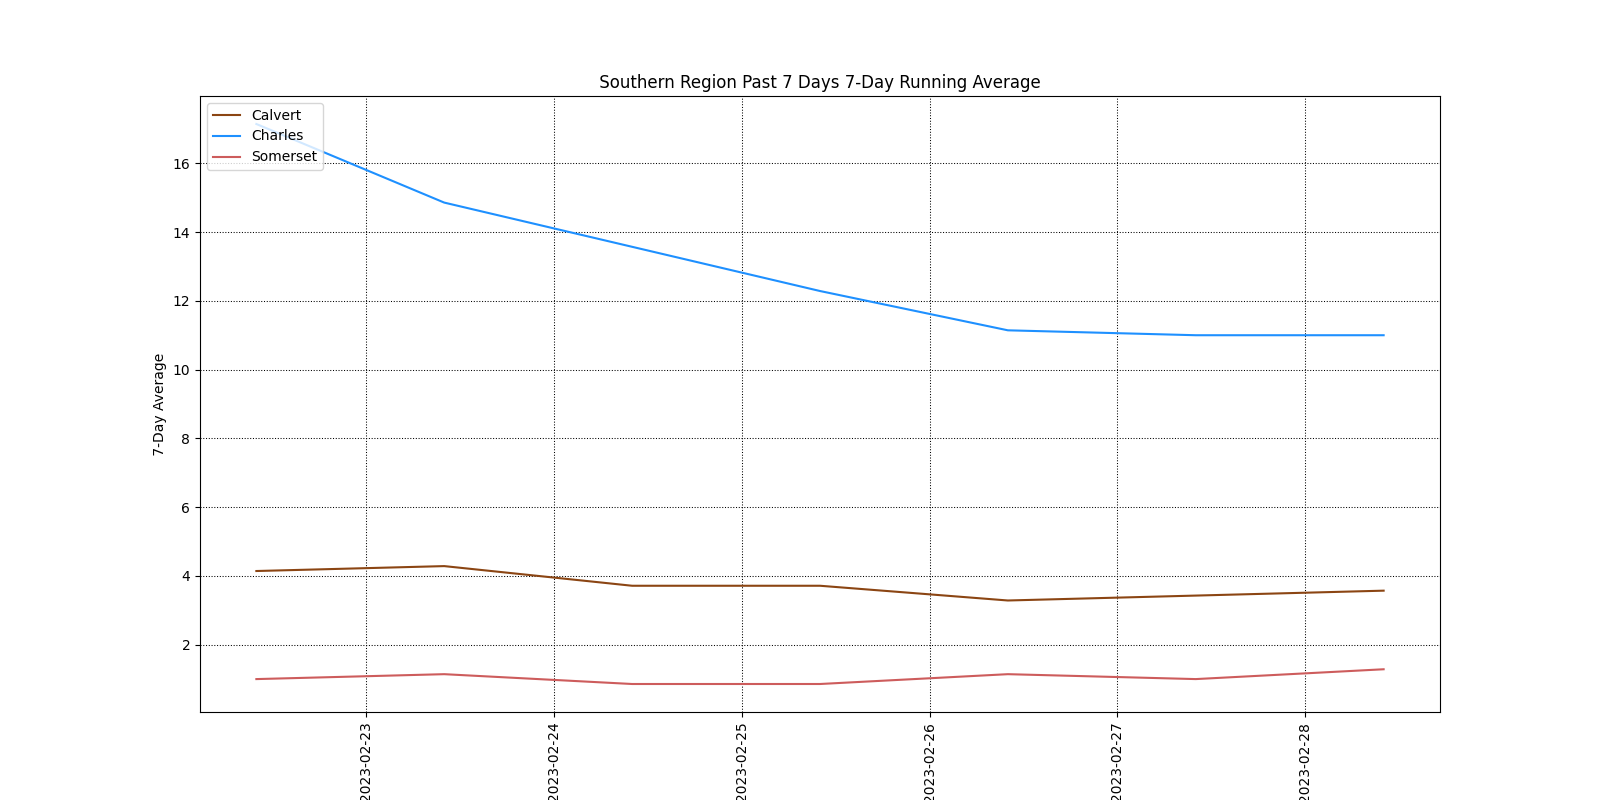 Southern Region Past 7 Days 7-Day Running Average
Calvert
Charles
Somerset
7-Day Average
16
14
12
10
8
6
4
2
2023-02-23
2023-02-24
2023-02-25
2023-02-26
2023-02-27
2023-02-28